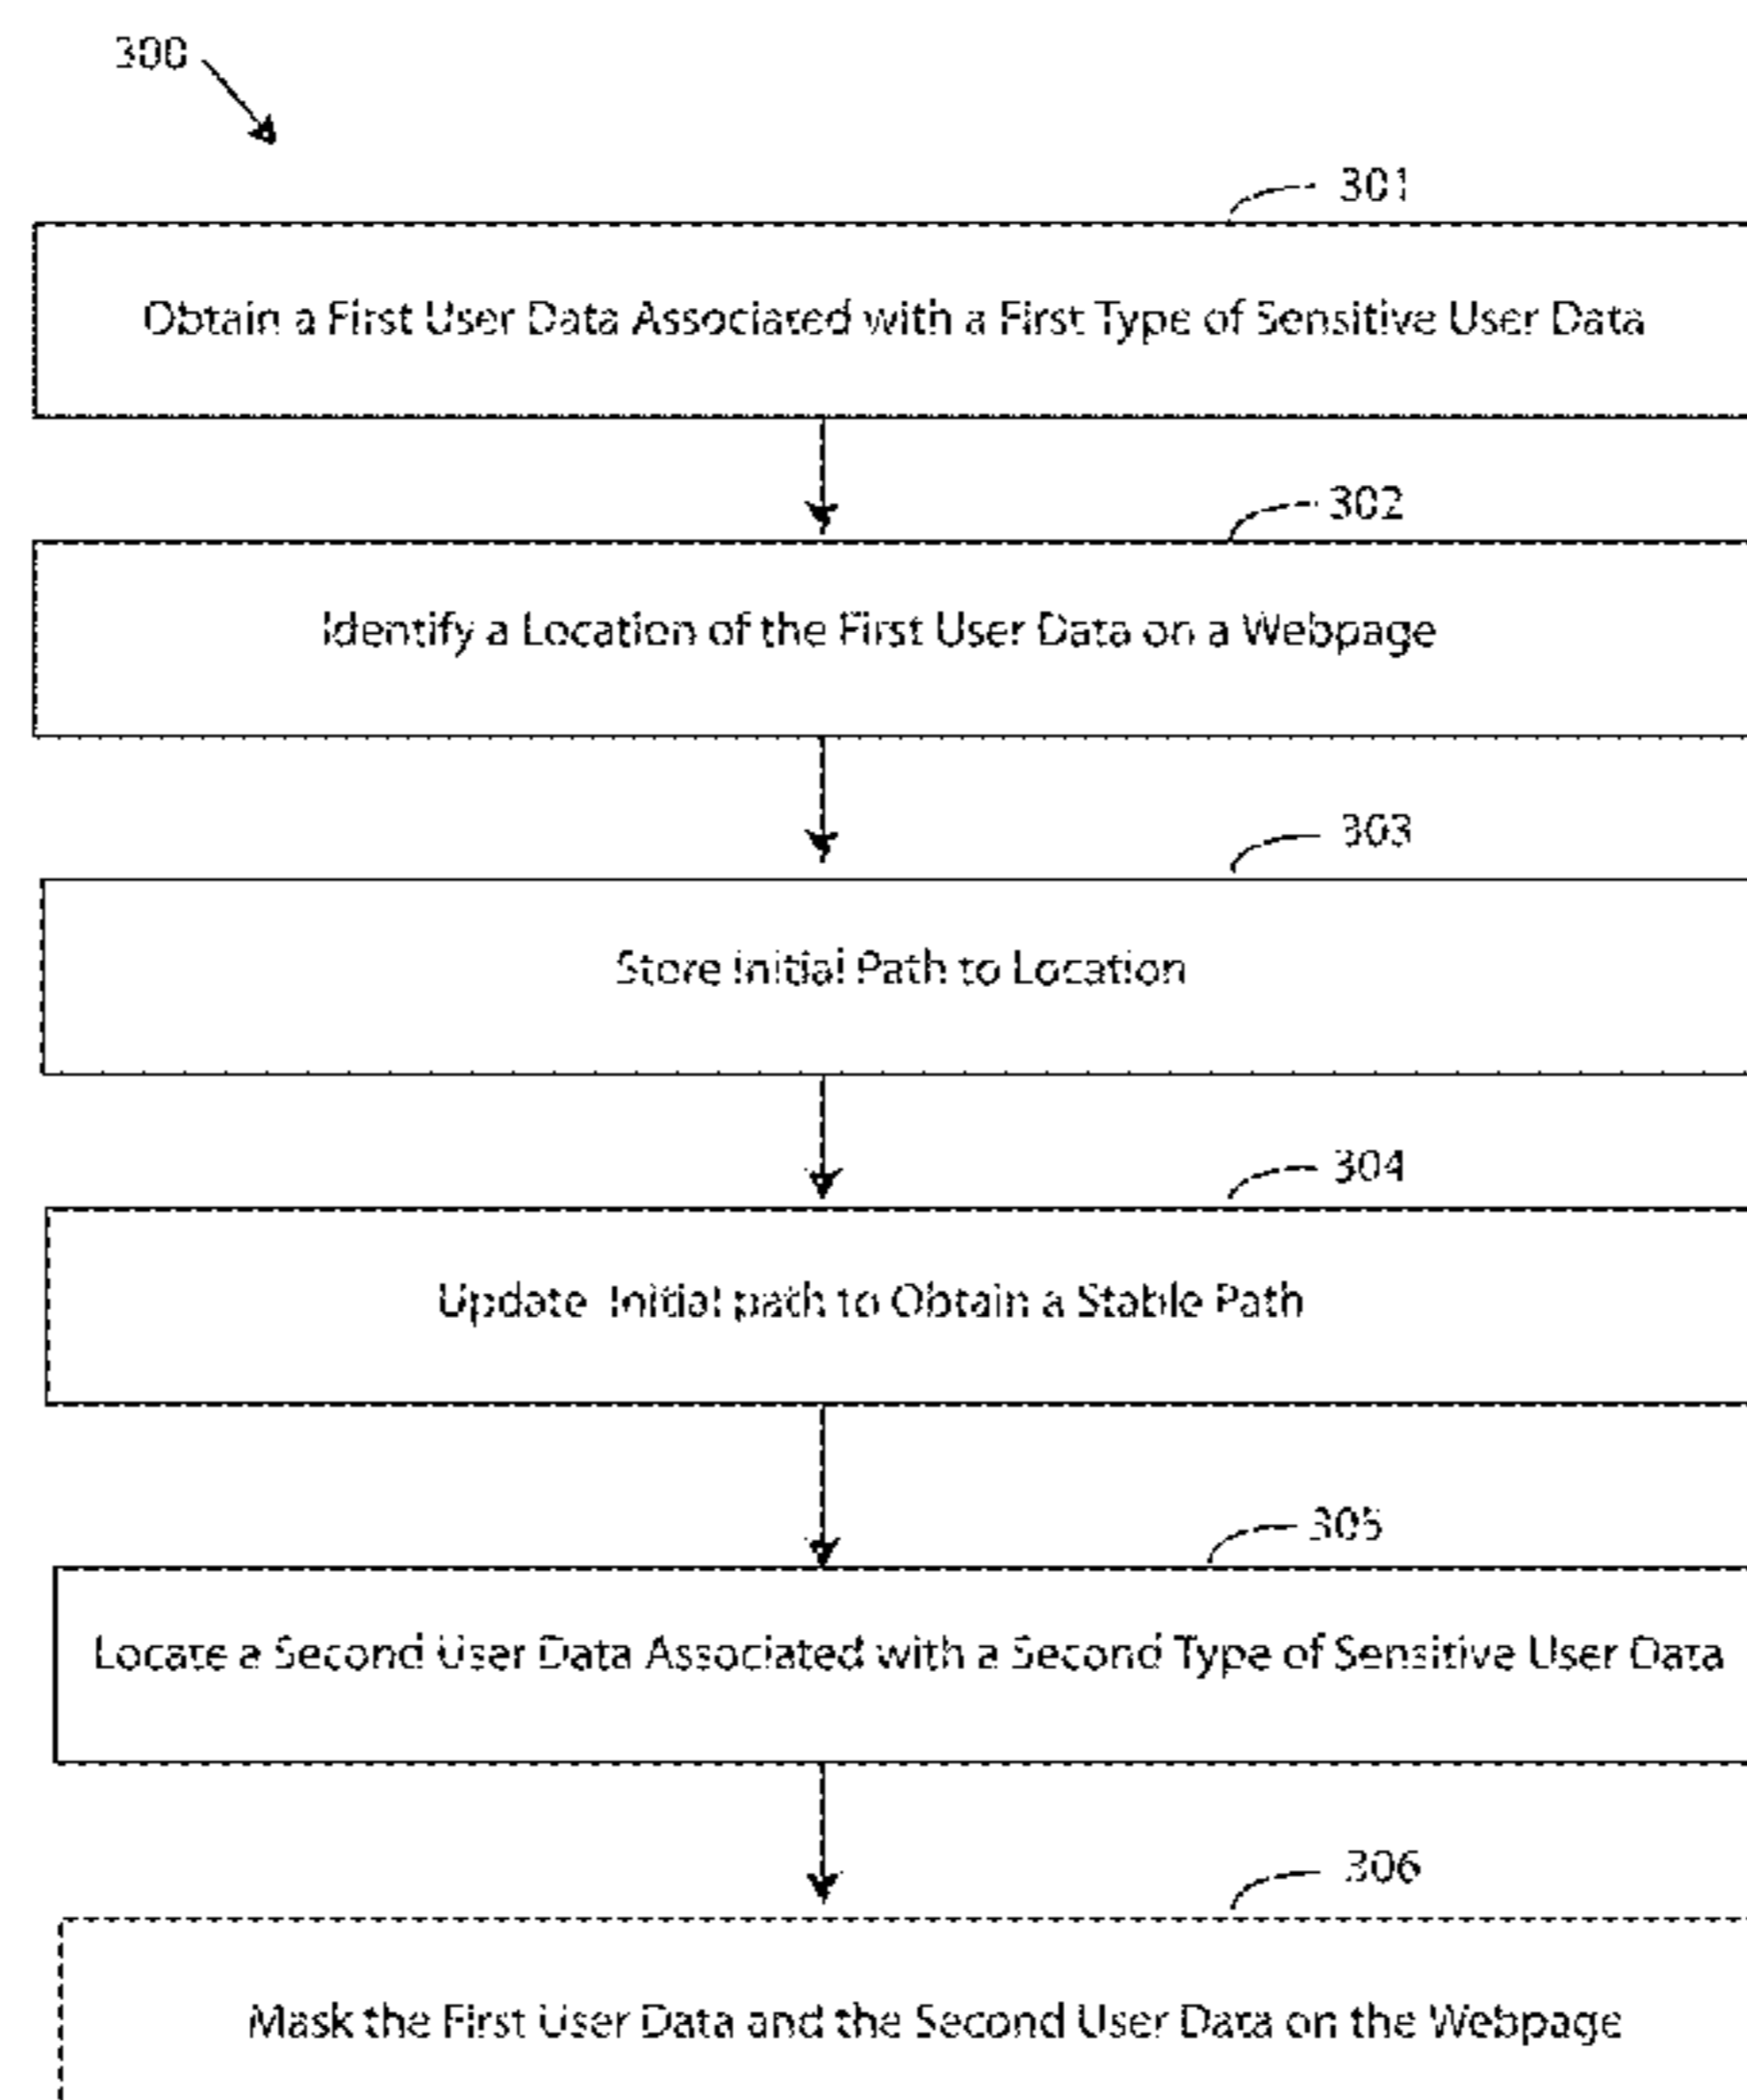 300
301
Obtain a First User Data Associated with a First Type of Sensitive User Data
302
Identify a Location of the First User Data on a Webpage
303
Store Initial Path to Location
304
Update Initial path to Obtain a Stable Path
305
Locate a Second User Data Associated with a Second Type of Sensitive User Data
306
Mask the First User Data and the Second User Data on the Webpage